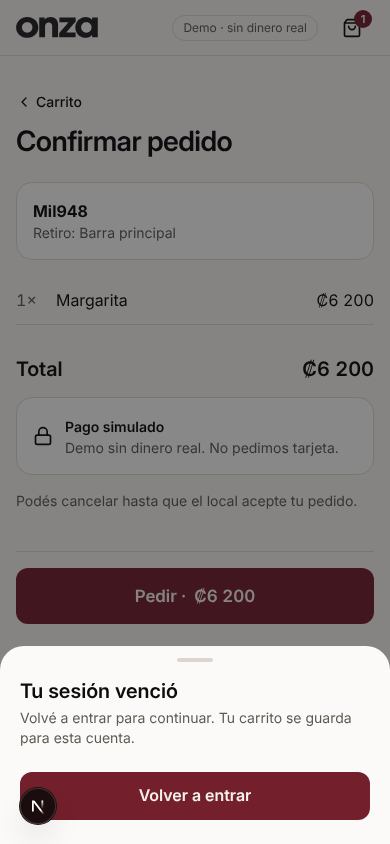 onza
Demo · sin dinero real
1
Carrito
Confirmar pedido
Mil948
Retiro: Barra principal
1× Margarita ₡6 200
Total ₡6 200
Pago simulado
Demo sin dinero real. No pedimos tarjeta.
Podés cancelar hasta que el local acepte tu pedido.
Pedir · ₡6 200
Tu sesión venció
Volvé a entrar para continuar. Tu carrito se guarda
para esta cuenta.
Volver a entrar
N